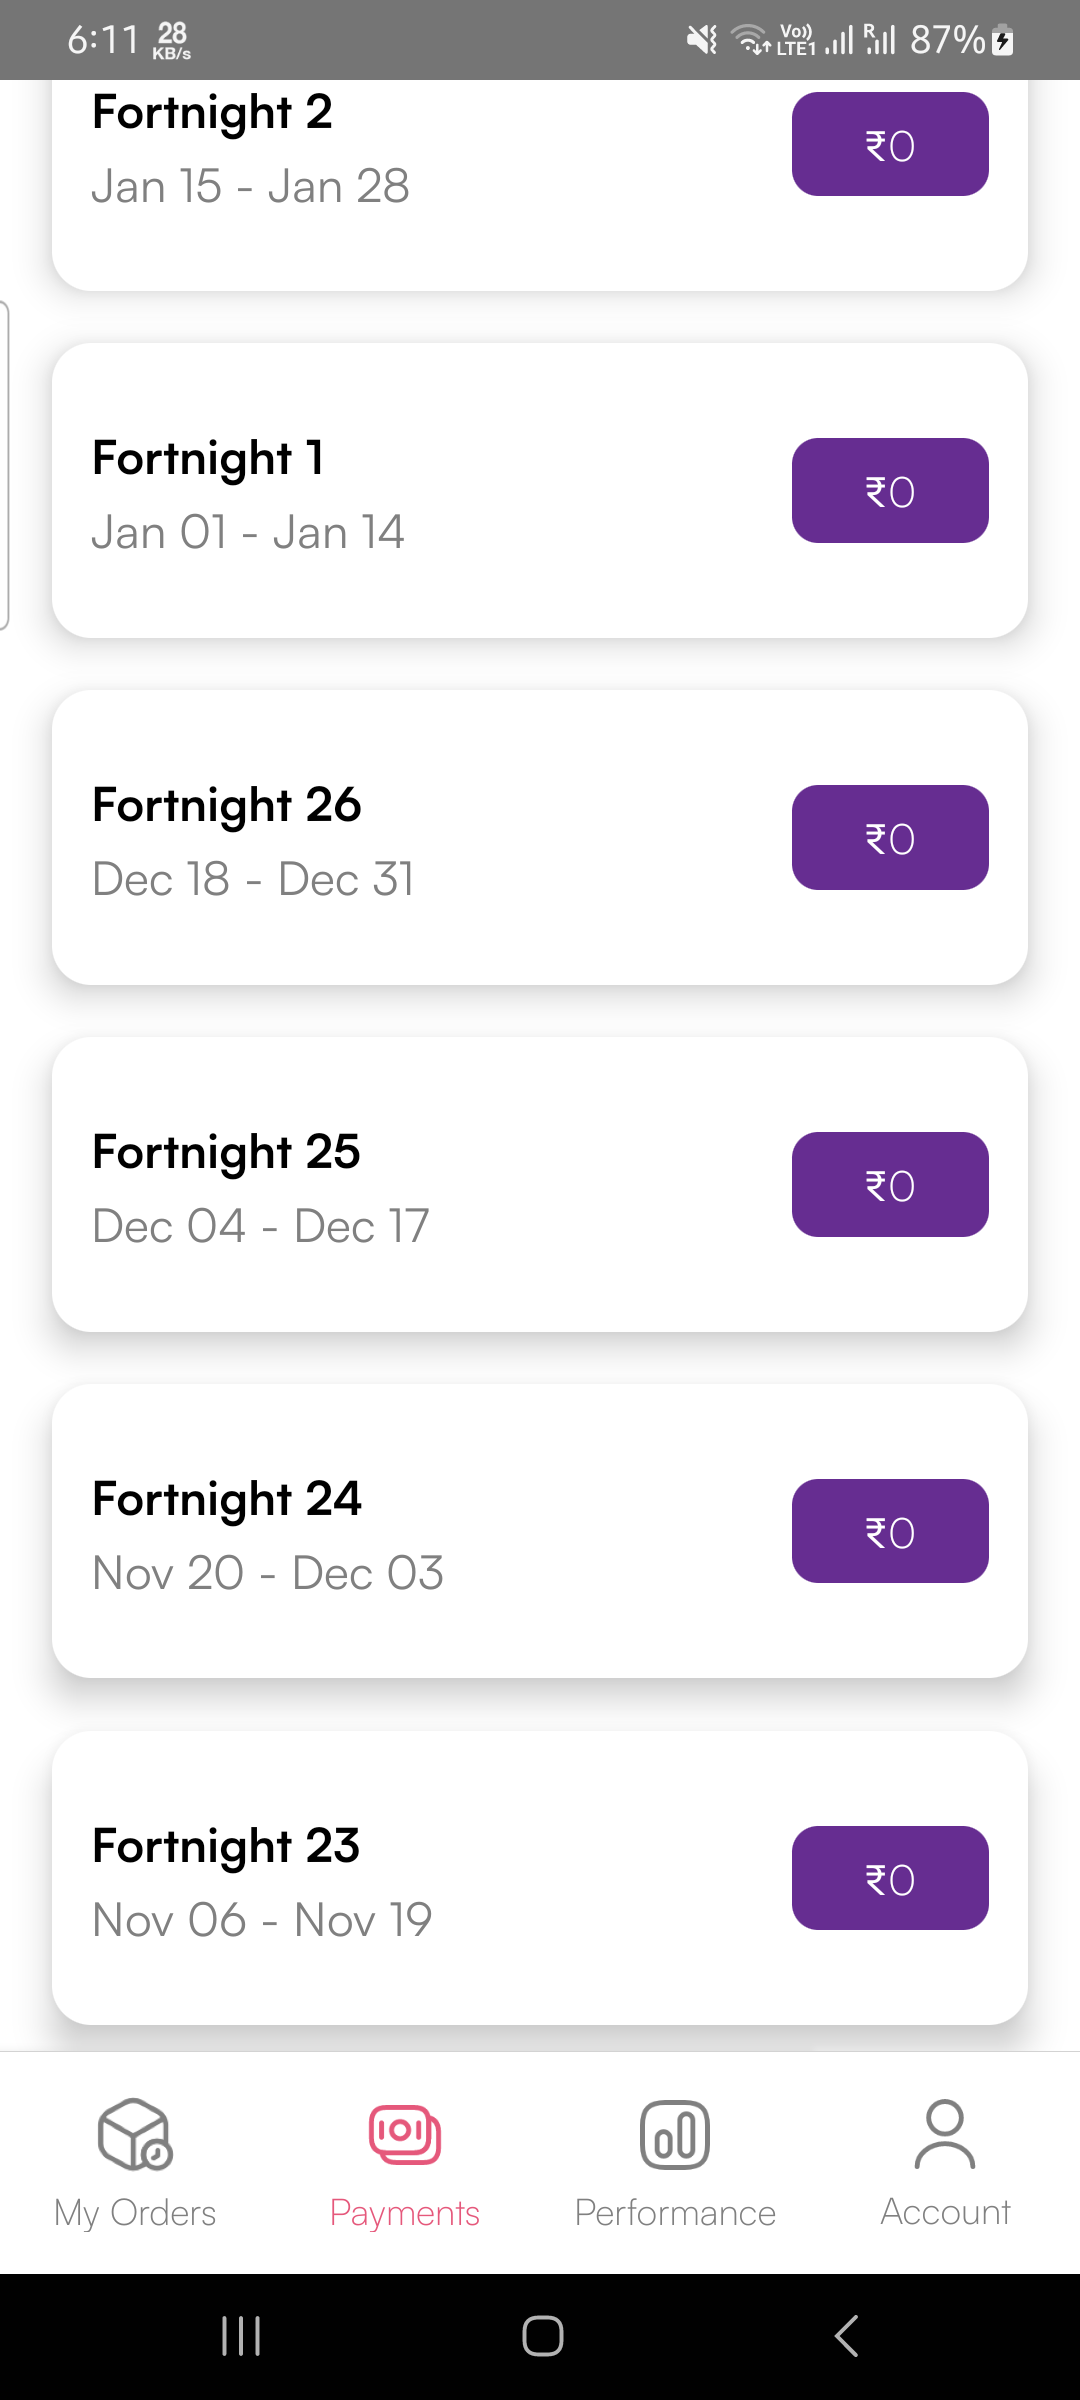 6:11 28 KB/s Vo)) LTE1 R 87%
Fortnight 2
₹0
Jan 15 - Jan 28
Fortnight 1
₹0
Jan 01 - Jan 14
Fortnight 26
₹0
Dec 18 - Dec 31
Fortnight 25
₹0
Dec 04 - Dec 17
Fortnight 24
₹0
Nov 20 - Dec 03
Fortnight 23
₹0
Nov 06 - Nov 19
My Orders Payments Performance Account